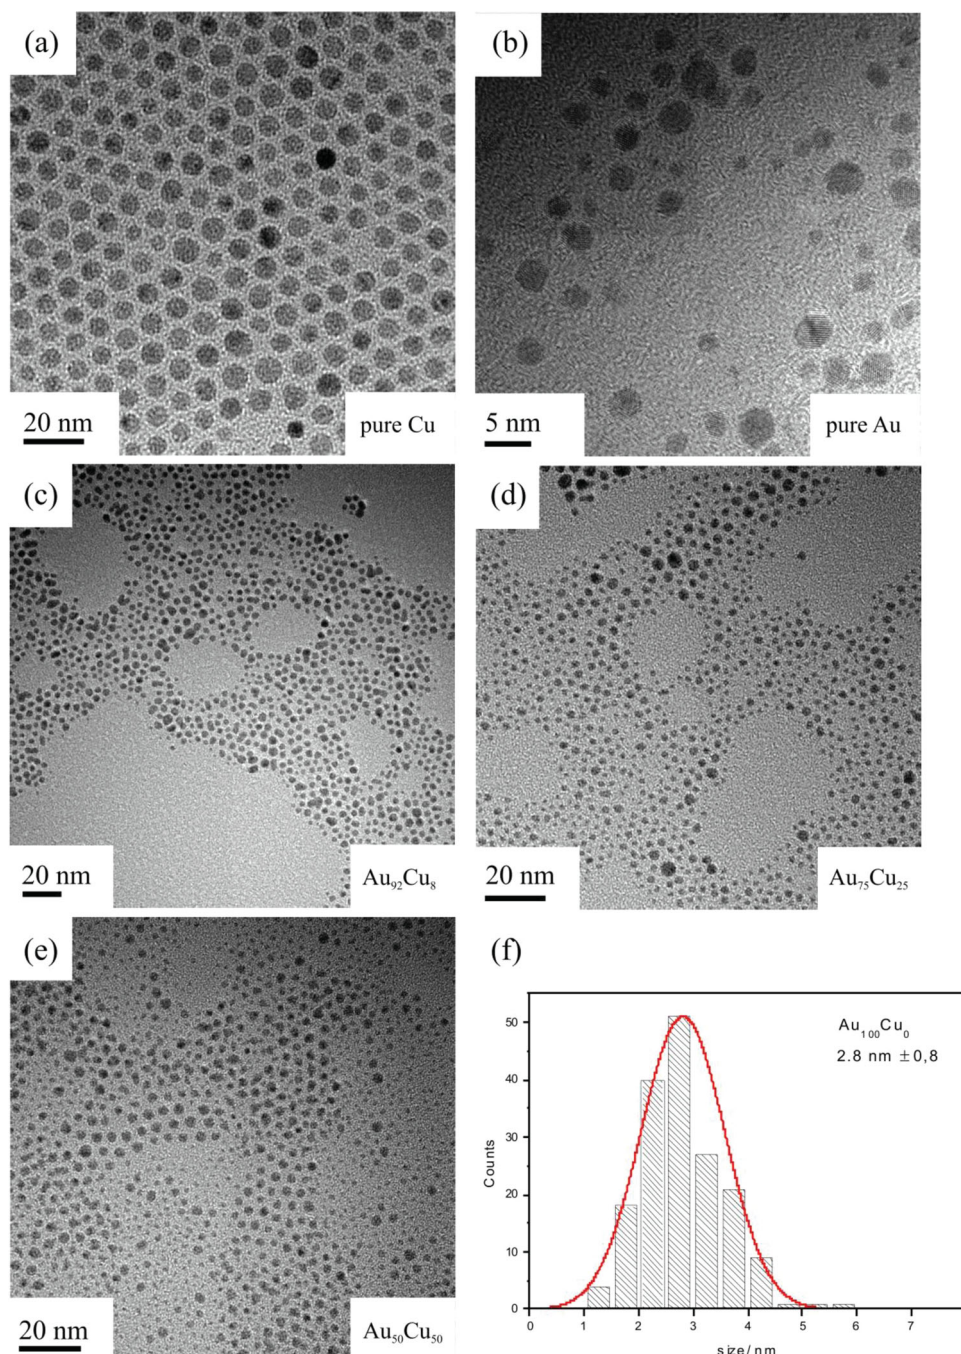 (a)
20 nm
pure Cu
(b)
5 nm
pure Au
(c)
20 nm
Au₉₂Cu₈
(d)
20 nm
Au₇₅Cu₂₅
(e)
20 nm
Au₅₀Cu₅₀
(f)
Au₁₀₀Cu₀
2.8 nm ±0,8
Counts
50
40
30
20
10
0
0 1 2 3 4 5 6 7
size/nm